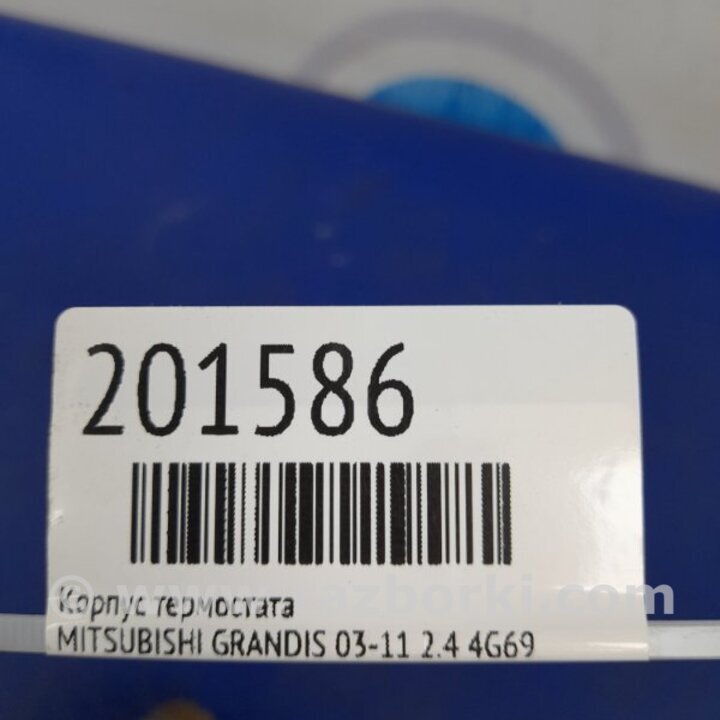 201586
Корпус термостата
MITSUBISHI GRANDIS 03-11 2.4 4G69